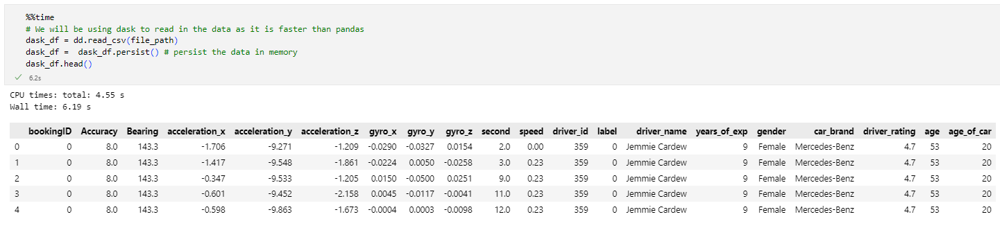 %%time
# We will be using dask to read in the data as it is faster than pandas
dask_df = dd.read_csv(file_path)
dask_df =  dask_df.persist() # persist the data in memory
dask_df.head()
✓ 6.2s
CPU times: total: 4.55 s
Wall time: 6.19 s
bookingID Accuracy Bearing acceleration_x acceleration_y acceleration_z gyro_x gyro_y gyro_z second speed driver_id label driver_name years_of_exp gender car_brand driver_rating age age_of_car
0 0 8.0 143.3 -1.706 -9.271 -1.209 -0.0290 -0.0327 0.0154 2.0 0.00 359 0 Jemmie Cardew 9 Female Mercedes-Benz 4.7 53 20
1 0 8.0 143.3 -1.417 -9.548 -1.861 -0.0224 0.0050 -0.0258 3.0 0.23 359 0 Jemmie Cardew 9 Female Mercedes-Benz 4.7 53 20
2 0 8.0 143.3 -0.347 -9.533 -1.205 0.0150 -0.0500 0.0251 9.0 0.23 359 0 Jemmie Cardew 9 Female Mercedes-Benz 4.7 53 20
3 0 8.0 143.3 -0.601 -9.452 -2.158 0.0045 -0.0117 -0.0041 11.0 0.23 359 0 Jemmie Cardew 9 Female Mercedes-Benz 4.7 53 20
4 0 8.0 143.3 -0.598 -9.863 -1.673 -0.0004 0.0003 -0.0098 12.0 0.23 359 0 Jemmie Cardew 9 Female Mercedes-Benz 4.7 53 20